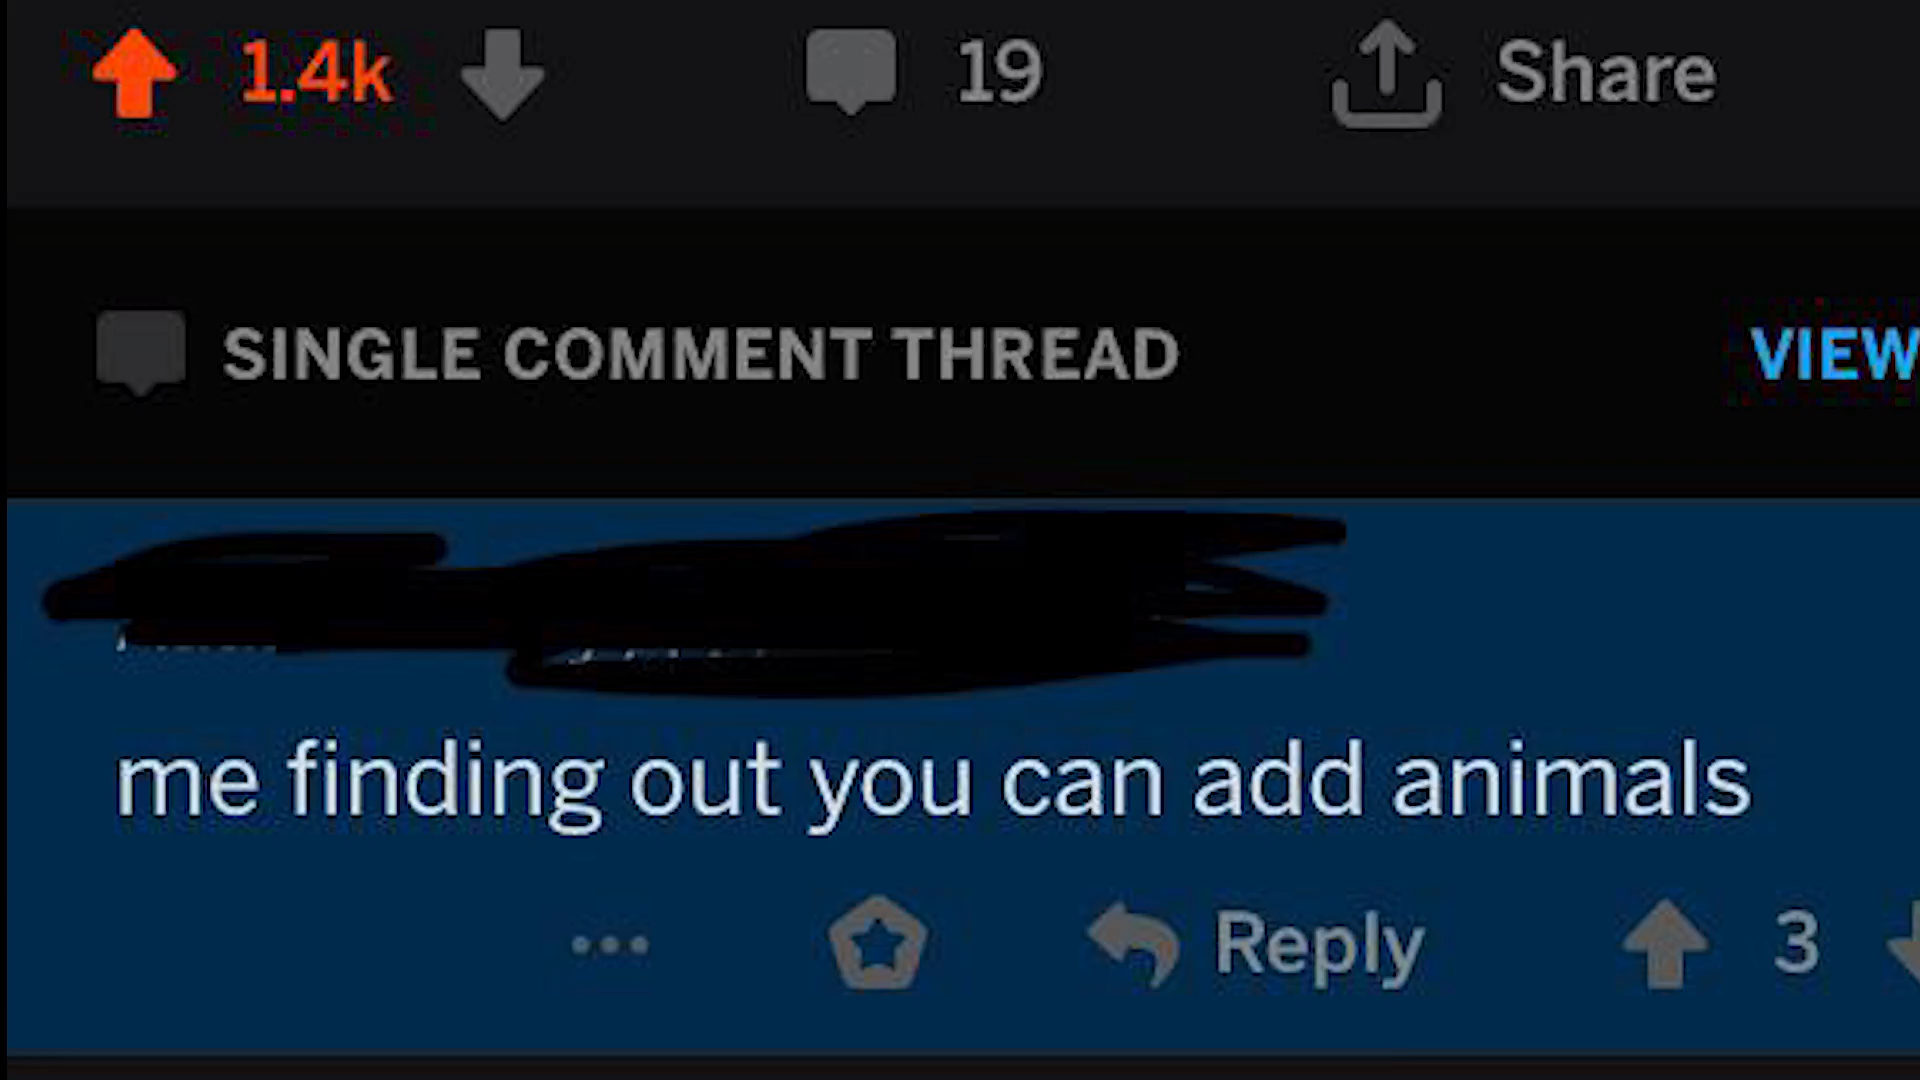 1.4k 19 Share
SINGLE COMMENT THREAD VIEW
me finding out you can add animals
Reply 3